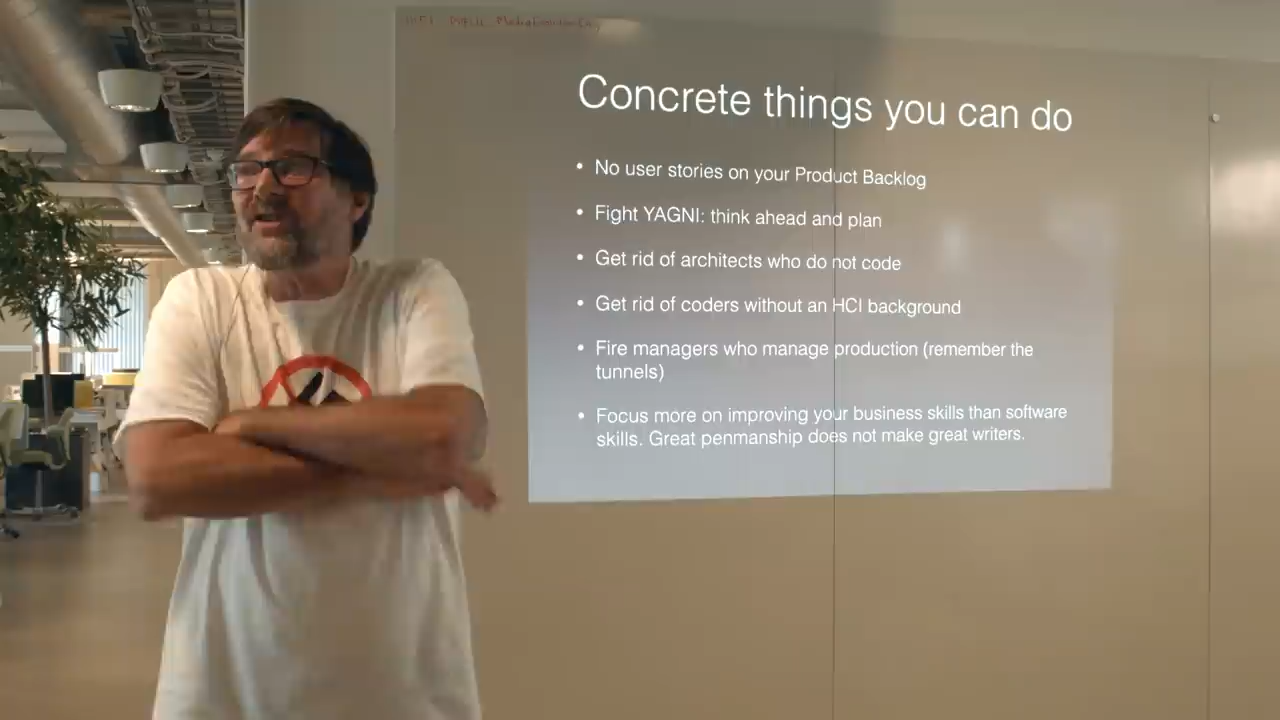 Concrete things you can do
• No user stories on your Product Backlog
• Fight YAGNI: think ahead and plan
• Get rid of architects who do not code
• Get rid of coders without an HCI background
• Fire managers who manage production (remember the
tunnels)
• Focus more on improving your business skills than software
skills. Great penmanship does not make great writers.